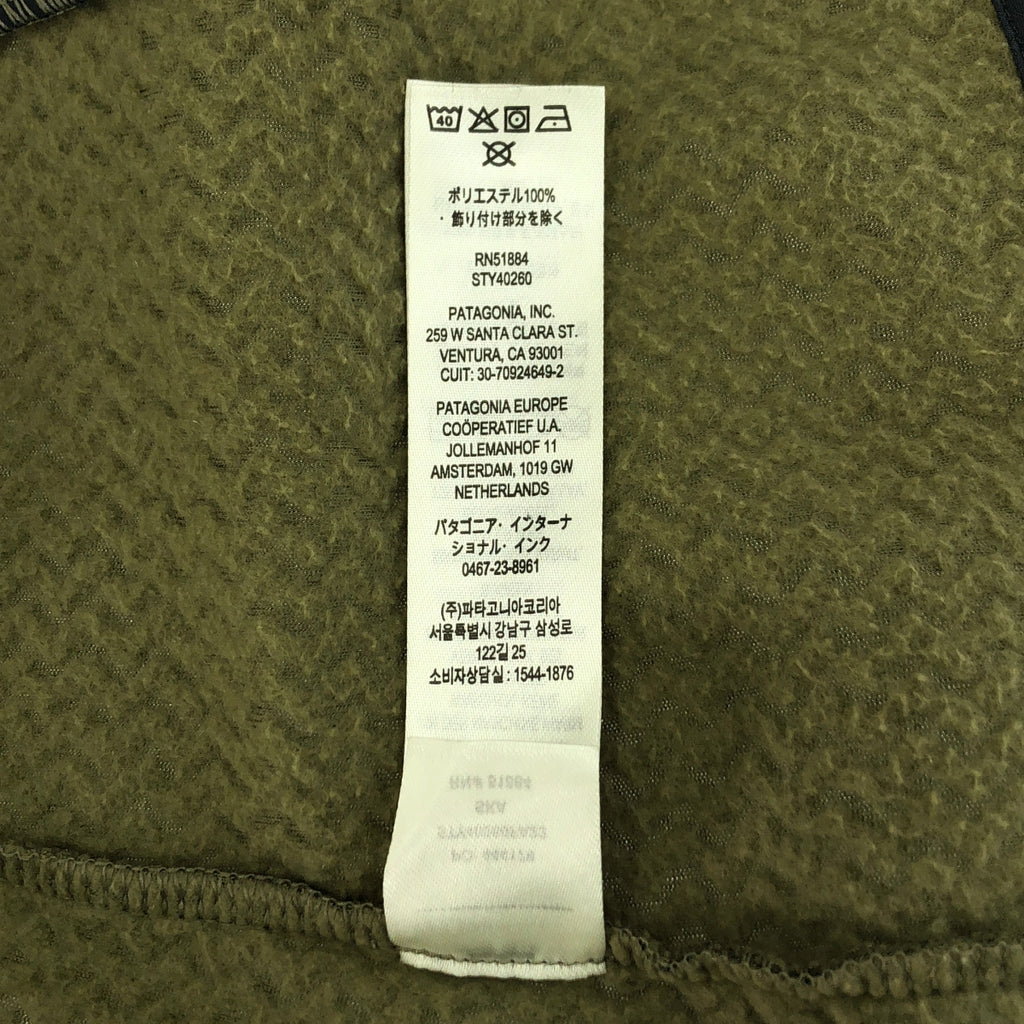 40
ポリエステル100%
・ 飾り付け部分を除く
RN51884
STY40260
PATAGONIA, INC.
259 W SANTA CLARA ST.
VENTURA, CA 93001
CUIT: 30-70924649-2
PATAGONIA EUROPE
COÖPERATIEF U.A.
JOLLEMANHOF 11
AMSTERDAM, 1019 GW
NETHERLANDS
パタゴニア・インターナ
ショナル・インク
0467-23-8961
(주)파타고니아코리아
서울특별시 강남구 삼성로
122길 25
소비자상담실 : 1544-1876
RN# 51884
SKA